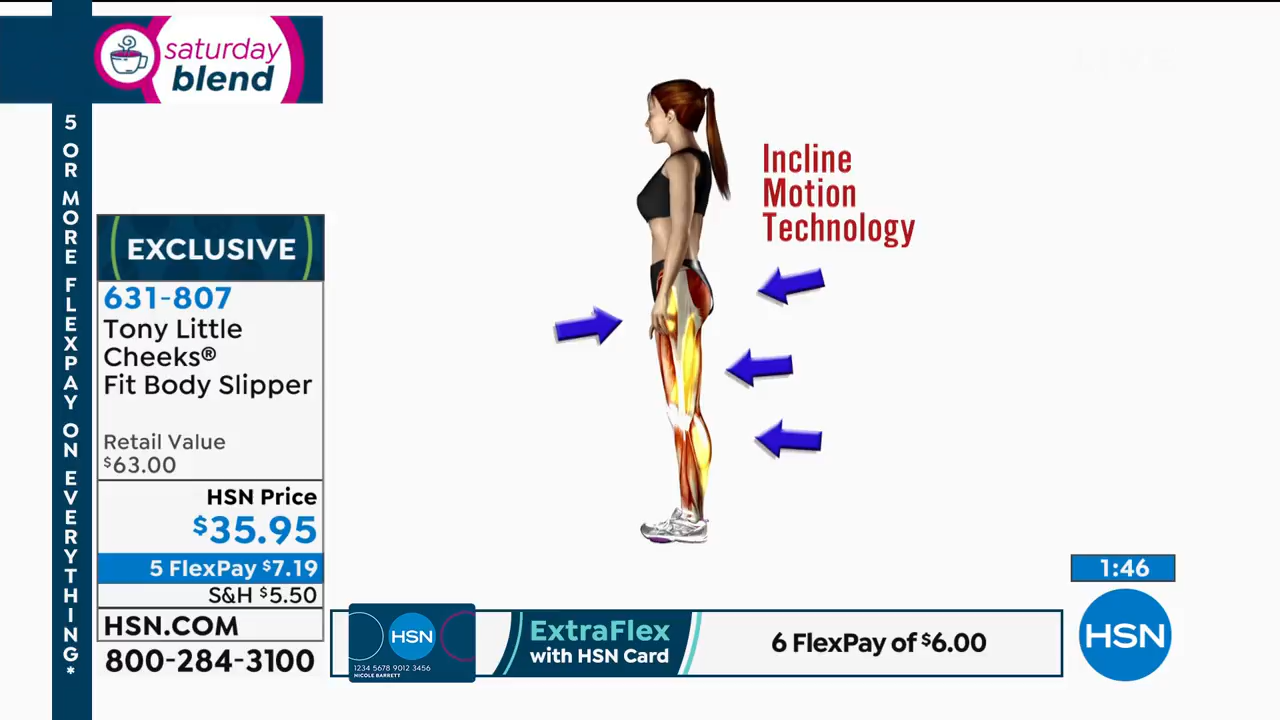 saturday
blend
5 OR MORE FLEXPAY ON EVERYTHING*
EXCLUSIVE
631-807
Tony Little
Cheeks®
Fit Body Slipper
Retail Value
$63.00
HSN Price
$35.95
5 FlexPay $7.19
S&H $5.50
HSN.COM
800-284-3100
Incline
Motion
Technology
HSN
1234 5678 9012 3456
NICOLE BARRETT
ExtraFlex
with HSN Card
6 FlexPay of $6.00
1:46
HSN